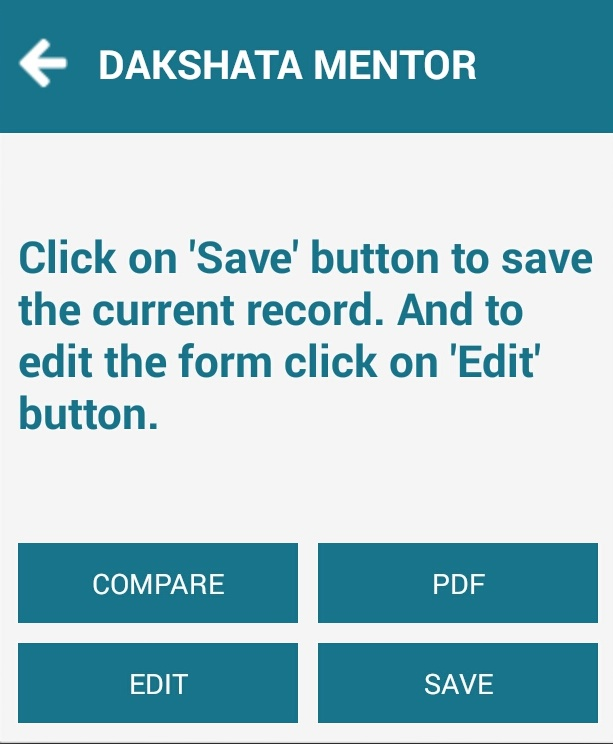 DAKSHATA MENTOR
Click on 'Save' button to save
the current record. And to
edit the form click on 'Edit'
button.
COMPARE
PDF
EDIT
SAVE